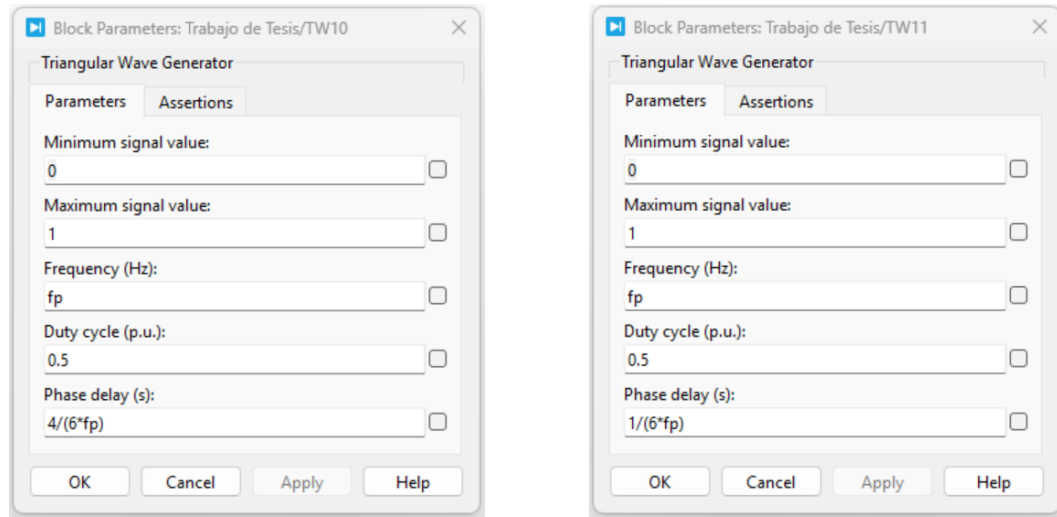 Block Parameters: Trabajo de Tesis/TW10
Triangular Wave Generator
Parameters Assertions
Minimum signal value:
0
Maximum signal value:
1
Frequency (Hz):
fp
Duty cycle (p.u.):
0.5
Phase delay (s):
4/(6*fp)
OK Cancel Apply Help
Block Parameters: Trabajo de Tesis/TW11
Triangular Wave Generator
Parameters Assertions
Minimum signal value:
0
Maximum signal value:
1
Frequency (Hz):
fp
Duty cycle (p.u.):
0.5
Phase delay (s):
1/(6*fp)
OK Cancel Apply Help